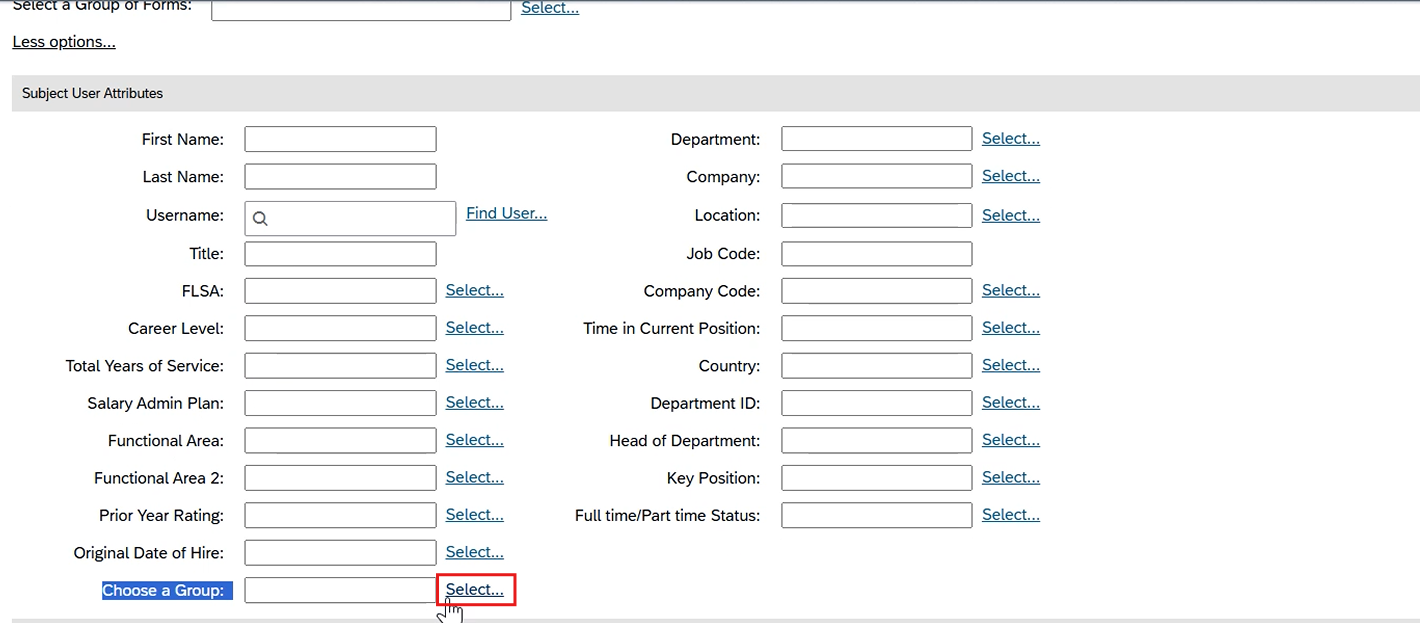 Select a Group of Forms: Select...
Less options...
Subject User Attributes
First Name: Department: Select...
Last Name: Company: Select...
Username: Find User... Location: Select...
Title: Job Code:
FLSA: Select... Company Code: Select...
Career Level: Select... Time in Current Position: Select...
Total Years of Service: Select... Country: Select...
Salary Admin Plan: Select... Department ID: Select...
Functional Area: Select... Head of Department: Select...
Functional Area 2: Select... Key Position: Select...
Prior Year Rating: Select... Full time/Part time Status: Select...
Original Date of Hire: Select...
Choose a Group: Select...